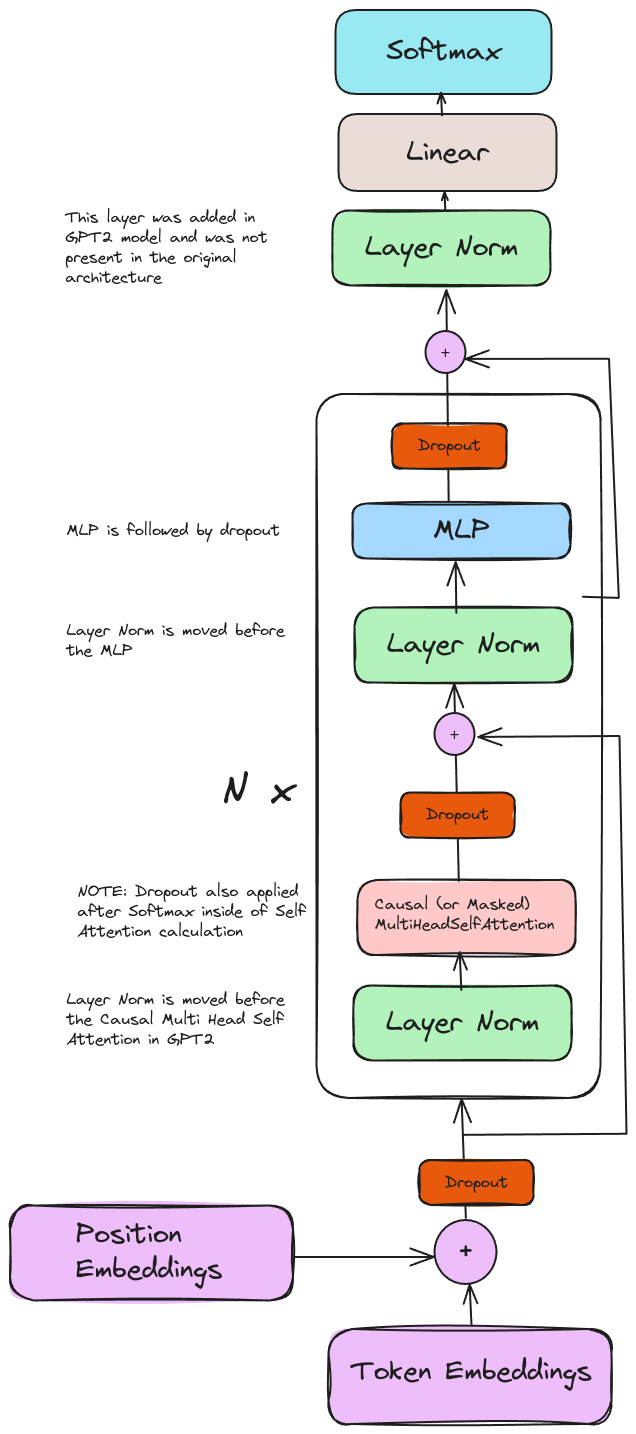 Softmax
Linear
This layer was added in
GPT2 model and was not
present in the original
architecture
Layer Norm
+
Dropout
MLP is followed by dropout
MLP
Layer Norm is moved before
the MLP
Layer Norm
+
N x
Dropout
NOTE: Dropout also applied
after Softmax inside of Self
Attention calculation
Causal (or Masked)
MultiHeadSelfAttention
Layer Norm is moved before
the Causal Multi Head Self
Attention in GPT2
Layer Norm
Dropout
Position
Embeddings
+
Token Embeddings